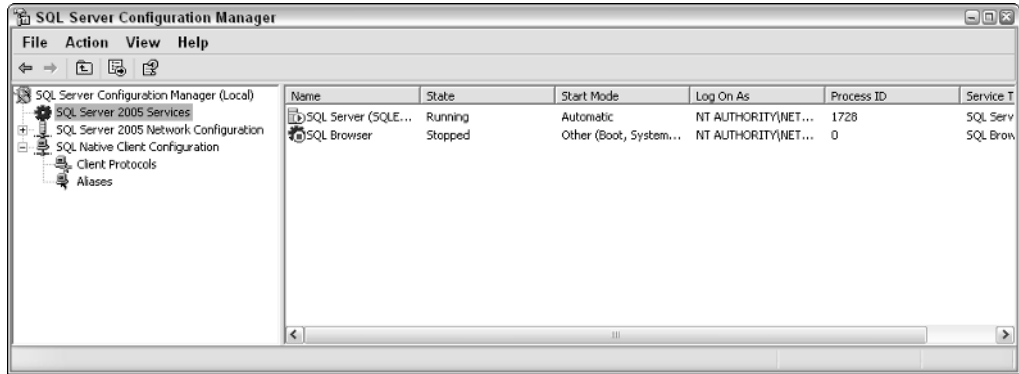 SQL Server Configuration Manager
File Action View Help
SQL Server Configuration Manager (Local)
SQL Server 2005 Services
SQL Server 2005 Network Configuration
SQL Native Client Configuration
Client Protocols
Aliases
Name State Start Mode Log On As Process ID Service T
SQL Server (SQLE... Running Automatic NT AUTHORITY\NET... 1728 SQL Serv
SQL Browser Stopped Other (Boot, System... NT AUTHORITY\NET... 0 SQL Brow